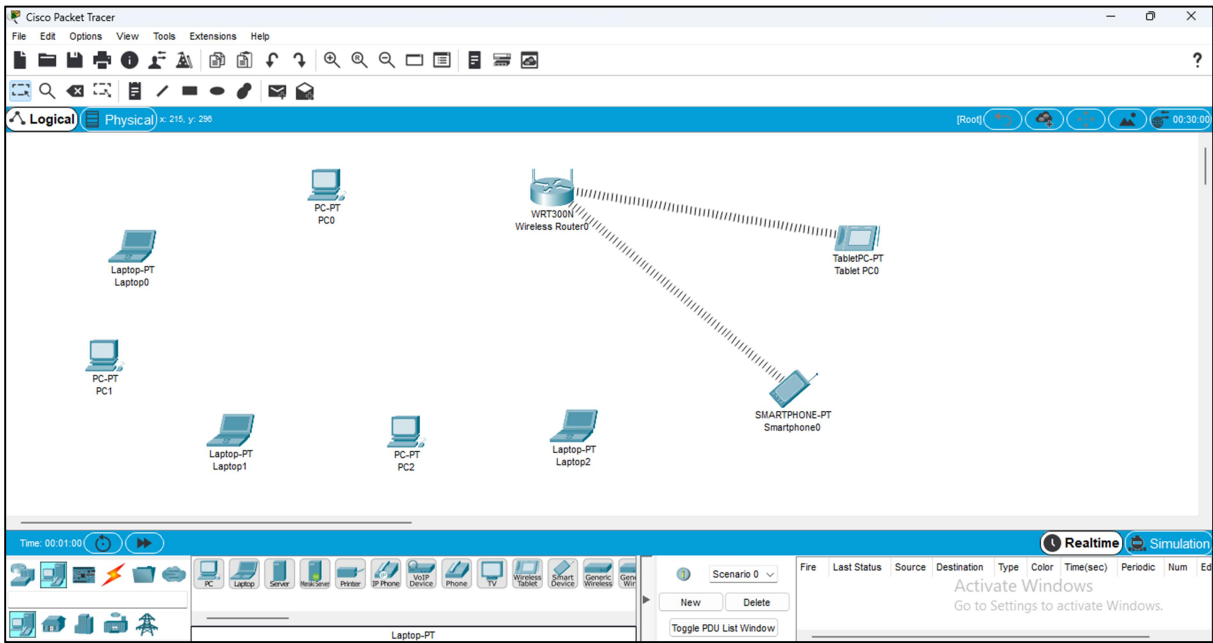 Cisco Packet Tracer
File Edit Options View Tools Extensions Help
?
Logical Physical x: 215, y: 296 [Root] 00:30:00
PC-PT
PC0
WRT300N
Wireless Router0
Laptop-PT
Laptop0
TabletPC-PT
Tablet PC0
PC-PT
PC1
SMARTPHONE-PT
Smartphone0
Laptop-PT
Laptop1
PC-PT
PC2
Laptop-PT
Laptop2
Time: 00:01:00 Realtime Simulation
PC Laptop Server Meraki Server Printer IP Phone VoIP Device Phone TV Wireless Tablet Smart Device Generic Wireless
Laptop-PT
Scenario 0
New Delete
Toggle PDU List Window
Fire Last Status Source Destination Type Color Time(sec) Periodic Num Ed
Activate Windows
Go to Settings to activate Windows.